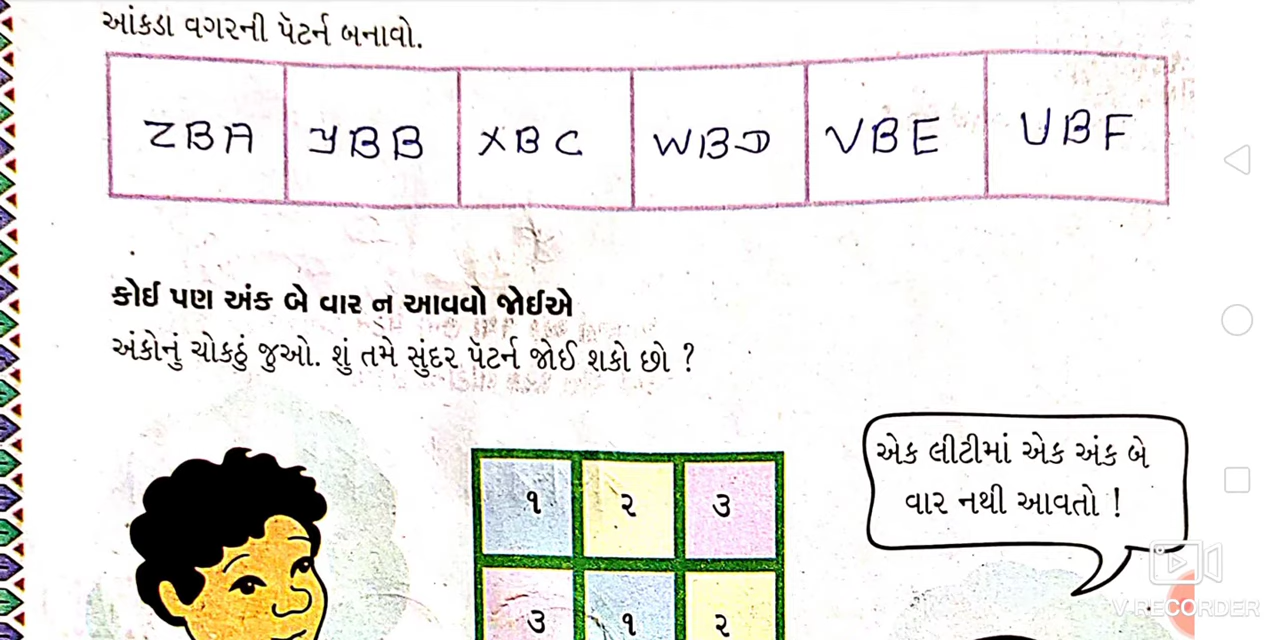 આંકડા વગરની પૅટર્ન બનાવો.
ZBA YBB XBC WBD VBE UBF
કોઈ પણ અંક બે વાર ન આવવો જોઈએ
અંકોનું ચોકઠું જુઓ. શું તમે સુંદર પૅટર્ન જોઈ શકો છો ?
એક લીટીમાં એક અંક બે
વાર નથી આવતો !
૧ ૨ ૩
૩ ૧ ૨
V RECORDER